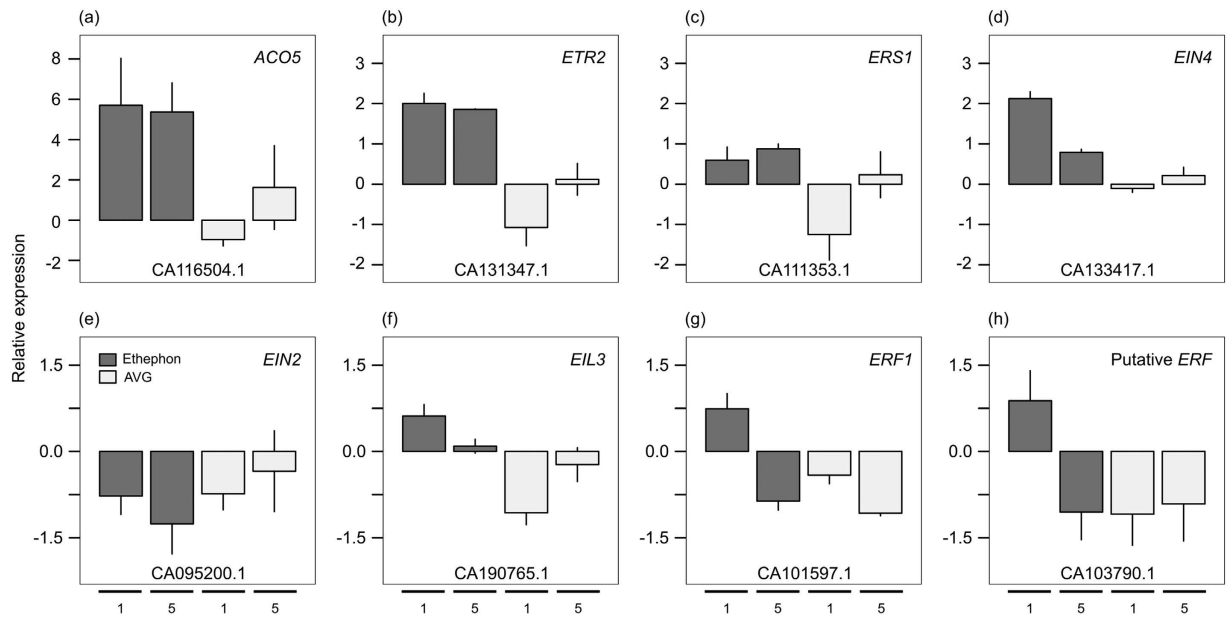 (a)
(b)
(c)
(d)
ACO5
ETR2
ERS1
EIN4
8
6
4
2
0
-2
3
2
1
0
-1
-2
3
2
1
0
-1
-2
3
2
1
0
-1
-2
CA116504.1
CA131347.1
CA111353.1
CA133417.1
Relative expression
(e)
(f)
(g)
(h)
Ethephon
AVG
EIN2
EIL3
ERF1
Putative ERF
1.5
0.0
-1.5
1.5
0.0
-1.5
1.5
0.0
-1.5
1.5
0.0
-1.5
CA095200.1
CA190765.1
CA101597.1
CA103790.1
1 5 1 5
1 5 1 5
1 5 1 5
1 5 1 5